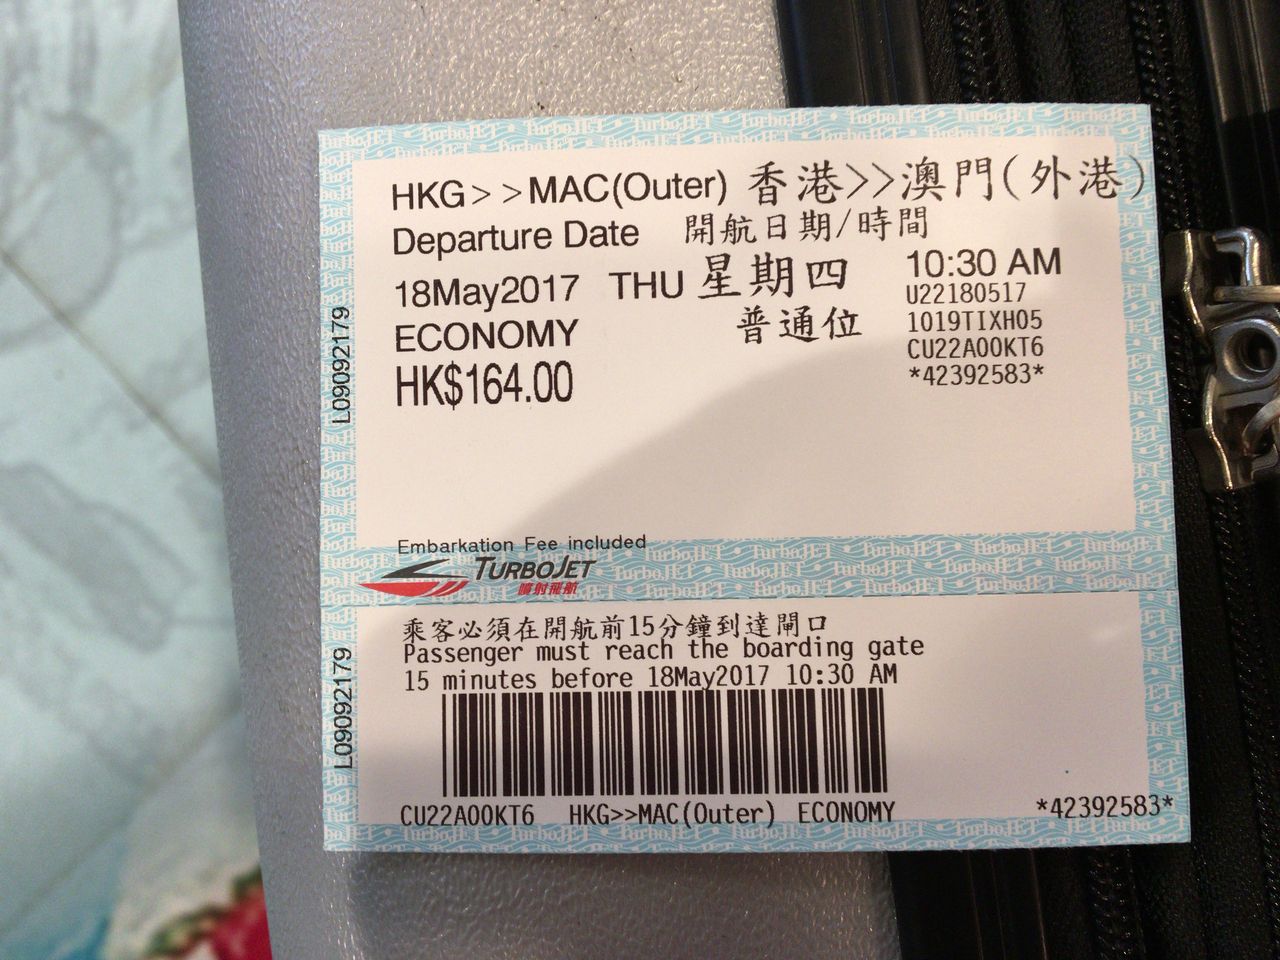 HKG>>MAC(Outer) 香港>>澳門(外港)
Departure Date 開航日期/時間
18May2017 THU 星期四 10:30 AM
U22180517
ECONOMY 普通位 1019TIXH05
CU22A00KT6
HK$164.00 *42392583*
L09092179
Embarkation Fee included
TURBOJET
噴射飛航
乘客必須在開航前15分鐘到達閘口
Passenger must reach the boarding gate
15 minutes before 18May2017 10:30 AM
L09092179
CU22A00KT6 HKG>>MAC(Outer) ECONOMY *42392583*